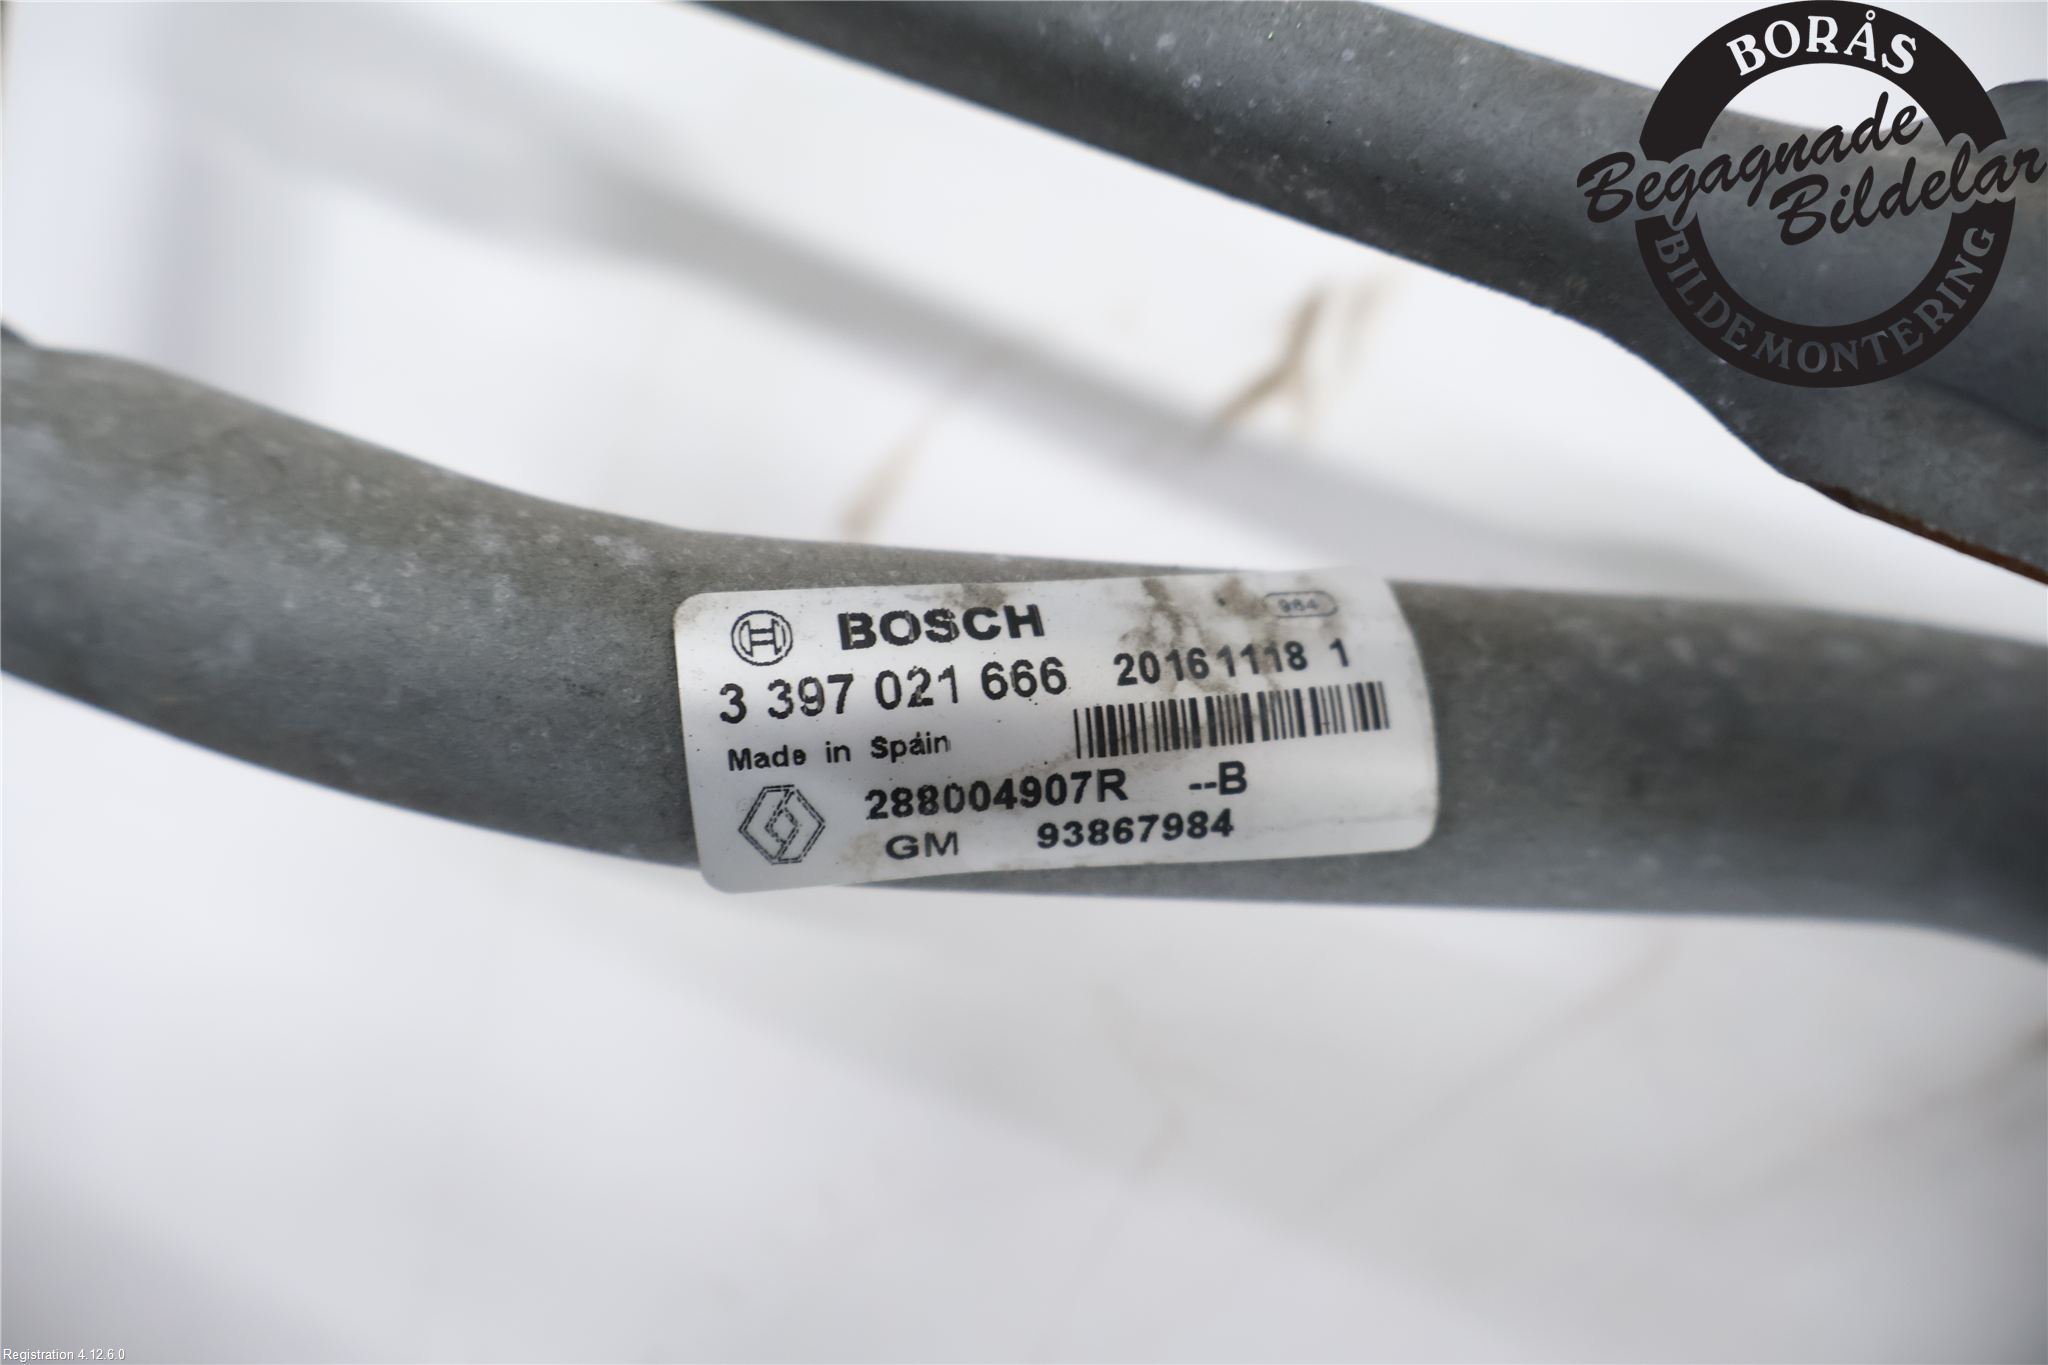 BORÅS
Begagnade
Bildelar
BILDEMONTERING
984
BOSCH
3 397 021 666 20161118 1
Made in Spain
288004907R --B
GM 93867984
Registration 4.12.6.0